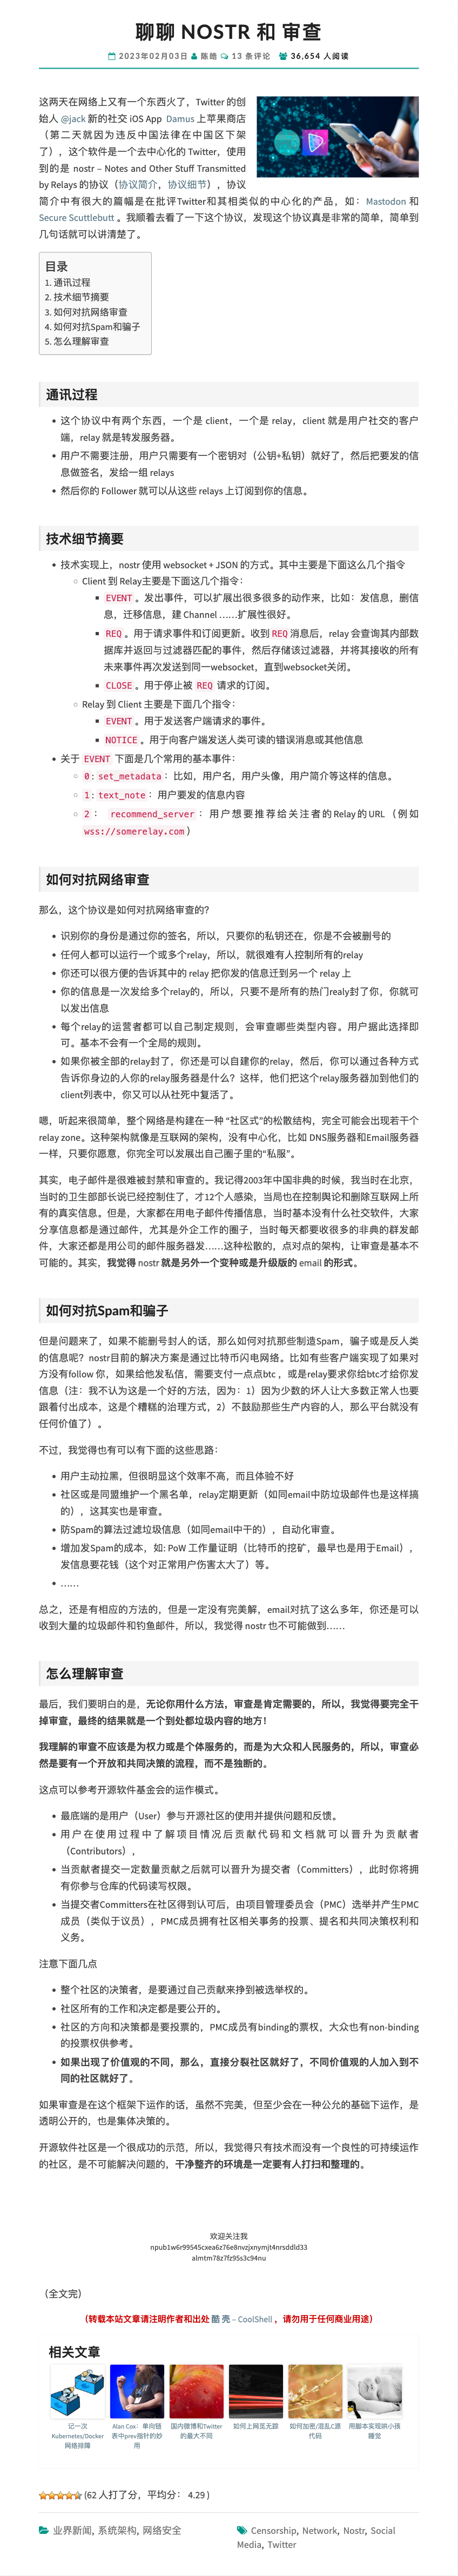 聊聊 NOSTR 和 审查
2023年02月03日 陈皓 13 条评论 36,654 人阅读
这两天在网络上又有一个东西火了，Twitter 的创
始人 @jack 新的社交 iOS App Damus 上苹果商店
（第二天就因为违反中国法律在中国区下架
了），这个软件是一个去中心化的 Twitter，使用
到的是 nostr – Notes and Other Stuff Transmitted
by Relays 的协议（协议简介，协议细节），协议
简介中有很大的篇幅是在批评Twitter和其相类似的中心化的产品，如：Mastodon 和
Secure Scuttlebutt 。我顺着去看了一下这个协议，发现这个协议真是非常的简单，简单到
几句话就可以讲清楚了。
目录
1. 通讯过程
2. 技术细节摘要
3. 如何对抗网络审查
4. 如何对抗Spam和骗子
5. 怎么理解审查
通讯过程
• 这个协议中有两个东西，一个是 client，一个是 relay，client 就是用户社交的客户
端，relay 就是转发服务器。
• 用户不需要注册，用户只需要有一个密钥对（公钥+私钥）就好了，然后把要发的信
息做签名，发给一组 relays
• 然后你的 Follower 就可以从这些 relays 上订阅到你的信息。
技术细节摘要
• 技术实现上，nostr 使用 websocket + JSON 的方式。其中主要是下面这么几个指令
Client 到 Relay主要是下面这几个指令：
EVENT 。发出事件，可以扩展出很多很多的动作来，比如：发信息，删信
息，迁移信息，建 Channel ……扩展性很好。
REQ 。用于请求事件和订阅更新。收到 REQ 消息后，relay 会查询其内部数
据库并返回与过滤器匹配的事件，然后存储该过滤器，并将其接收的所有
未来事件再次发送到同一websocket，直到websocket关闭。
CLOSE 。用于停止被 REQ 请求的订阅。
Relay 到 Client 主要是下面几个指令：
EVENT 。用于发送客户端请求的事件。
NOTICE 。用于向客户端发送人类可读的错误消息或其他信息
• 关于 EVENT 下面是几个常用的基本事件：
0 : set_metadata ：比如，用户名，用户头像，用户简介等这样的信息。
1 : text_note ：用户要发的信息内容
2 ： recommend_server ：用户想要推荐给关注者的Relay的URL（例如
wss://somerelay.com ）
如何对抗网络审查
那么，这个协议是如何对抗网络审查的？
• 识别你的身份是通过你的签名，所以，只要你的私钥还在，你是不会被删号的
• 任何人都可以运行一个或多个relay，所以，就很难有人控制所有的relay
• 你还可以很方便的告诉其中的 relay 把你发的信息迁到另一个 relay 上
• 你的信息是一次发给多个relay的，所以，只要不是所有的热门realy封了你，你就可
以发出信息
• 每个relay的运营者都可以自己制定规则，会审查哪些类型内容。用户据此选择即
可。基本不会有一个全局的规则。
• 如果你被全部的relay封了，你还是可以自建你的relay，然后，你可以通过各种方式
告诉你身边的人你的relay服务器是什么？这样，他们把这个relay服务器加到他们的
client列表中，你又可以从社死中复活了。
嗯，听起来很简单，整个网络是构建在一种 “社区式”的松散结构，完全可能会出现若干个
relay zone。这种架构就像是互联网的架构，没有中心化，比如 DNS服务器和Email服务器
一样，只要你愿意，你完全可以发展出自己圈子里的“私服”。
其实，电子邮件是很难被封禁和审查的。我记得2003年中国非典的时候，我当时在北京，
当时的卫生部部长说已经控制住了，才12个人感染，当局也在控制舆论和删除互联网上所
有的真实信息。但是，大家都在用电子邮件传播信息，当时基本没有什么社交软件，大家
分享信息都是通过邮件，尤其是外企工作的圈子，当时每天都要收很多的非典的群发邮
件，大家还都是用公司的邮件服务器发……这种松散的，点对点的架构，让审查是基本不
可能的。其实，我觉得 nostr 就是另外一个变种或是升级版的 email 的形式。
如何对抗Spam和骗子
但是问题来了，如果不能删号封人的话，那么如何对抗那些制造Spam，骗子或是反人类
的信息呢？nostr目前的解决方案是通过比特币闪电网络。比如有些客户端实现了如果对
方没有follow 你，如果给他发私信，需要支付一点点btc ，或是relay要求你给btc才给你发
信息（注：我不认为这是一个好的方法，因为：1）因为少数的坏人让大多数正常人也要
跟着付出成本，这是个糟糕的治理方式，2）不鼓励那些生产内容的人，那么平台就没有
任何价值了）。
不过，我觉得也有可以有下面的这些思路：
• 用户主动拉黑，但很明显这个效率不高，而且体验不好
• 社区或是同盟维护一个黑名单，relay定期更新（如同email中防垃圾邮件也是这样搞
的），这其实也是审查。
• 防Spam的算法过滤垃圾信息（如同email中干的），自动化审查。
• 增加发Spam的成本，如: PoW 工作量证明（比特币的挖矿，最早也是用于Email），
发信息要花钱（这个对正常用户伤害太大了）等。
• ……
总之，还是有相应的方法的，但是一定没有完美解，email对抗了这么多年，你还是可以
收到大量的垃圾邮件和钓鱼邮件，所以，我觉得 nostr 也不可能做到……
怎么理解审查
最后，我们要明白的是，无论你用什么方法，审查是肯定需要的，所以，我觉得要完全干
掉审查，最终的结果就是一个到处都垃圾内容的地方！
我理解的审查不应该是为权力或是个体服务的，而是为大众和人民服务的，所以，审查必
然是要有一个开放和共同决策的流程，而不是独断的。
这点可以参考开源软件基金会的运作模式。
• 最底端的是用户（User）参与开源社区的使用并提供问题和反馈。
• 用户在使用过程中了解项目情况后贡献代码和文档就可以晋升为贡献者
（Contributors），
• 当贡献者提交一定数量贡献之后就可以晋升为提交者（Committers），此时你将拥
有你参与仓库的代码读写权限。
• 当提交者Committers在社区得到认可后，由项目管理委员会（PMC）选举并产生PMC
成员（类似于议员），PMC成员拥有社区相关事务的投票、提名和共同决策权利和
义务。
注意下面几点
• 整个社区的决策者，是要通过自己贡献来挣到被选举权的。
• 社区所有的工作和决定都是要公开的。
• 社区的方向和决策都是要投票的，PMC成员有binding的票权，大众也有non-binding
的投票权供参考。
• 如果出现了价值观的不同，那么，直接分裂社区就好了，不同价值观的人加入到不
同的社区就好了。
如果审查是在这个框架下运作的话，虽然不完美，但至少会在一种公允的基础下运作，是
透明公开的，也是集体决策的。
开源软件社区是一个很成功的示范，所以，我觉得只有技术而没有一个良性的可持续运作
的社区，是不可能解决问题的，干净整齐的环境是一定要有人打扫和整理的。
欢迎关注我
npub1w6r99545cxea6z76e8nvzjxnymjt4nrsddld33
almtm78z7fz95s3c94nu
（全文完）
（转载本站文章请注明作者和出处 酷 壳 – CoolShell ，请勿用于任何商业用途）
相关文章
记一次
Kubernetes/Docker
网络排障
Alan Cox：单向链
表中prev指针的妙
用
国内微博和Twitter
的最大不同
如何上网觅无踪
如何加密/混乱C源
代码
用脚本实现哄小孩
睡觉
(62 人打了分，平均分： 4.29 )
业界新闻, 系统架构, 网络安全
Censorship, Network, Nostr, Social
Media, Twitter